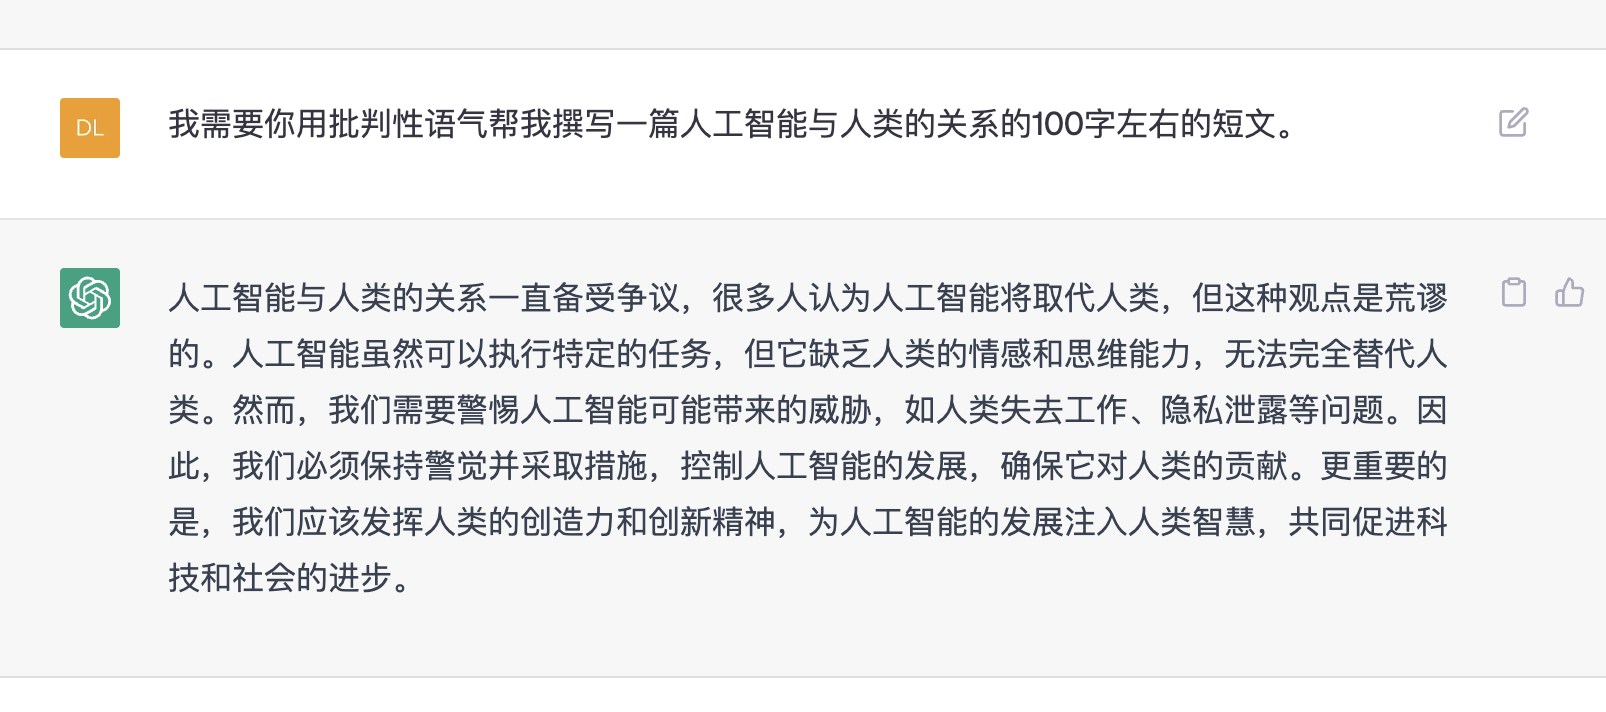 DL
我需要你用批判性语气帮我撰写一篇人工智能与人类的关系的100字左右的短文。
人工智能与人类的关系一直备受争议，很多人认为人工智能将取代人类，但这种观点是荒谬
的。人工智能虽然可以执行特定的任务，但它缺乏人类的情感和思维能力，无法完全替代人
类。然而，我们需要警惕人工智能可能带来的威胁，如人类失去工作、隐私泄露等问题。因
此，我们必须保持警觉并采取措施，控制人工智能的发展，确保它对人类的贡献。更重要的
是，我们应该发挥人类的创造力和创新精神，为人工智能的发展注入人类智慧，共同促进科
技和社会的进步。